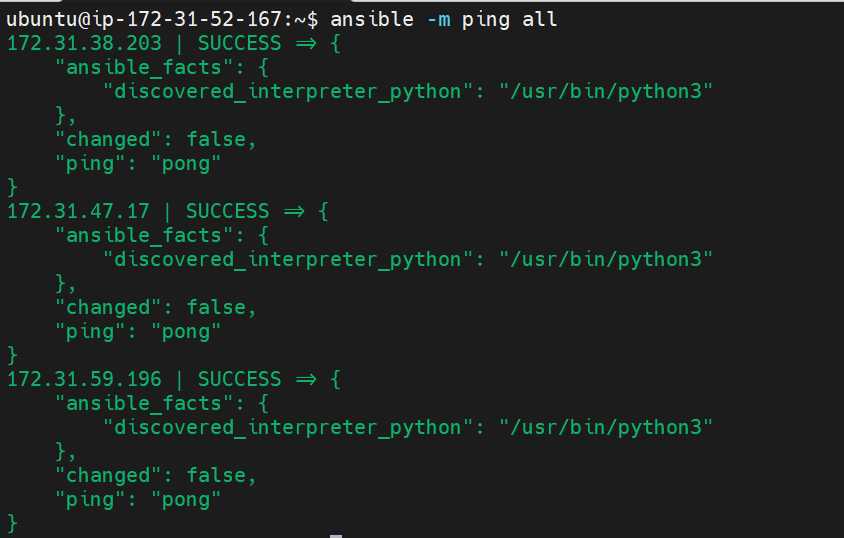 ubuntu@ip-172-31-52-167:~$ ansible -m ping all
172.31.38.203 | SUCCESS => {
    "ansible_facts": {
        "discovered_interpreter_python": "/usr/bin/python3"
    },
    "changed": false,
    "ping": "pong"
}
172.31.47.17 | SUCCESS => {
    "ansible_facts": {
        "discovered_interpreter_python": "/usr/bin/python3"
    },
    "changed": false,
    "ping": "pong"
}
172.31.59.196 | SUCCESS => {
    "ansible_facts": {
        "discovered_interpreter_python": "/usr/bin/python3"
    },
    "changed": false,
    "ping": "pong"
}